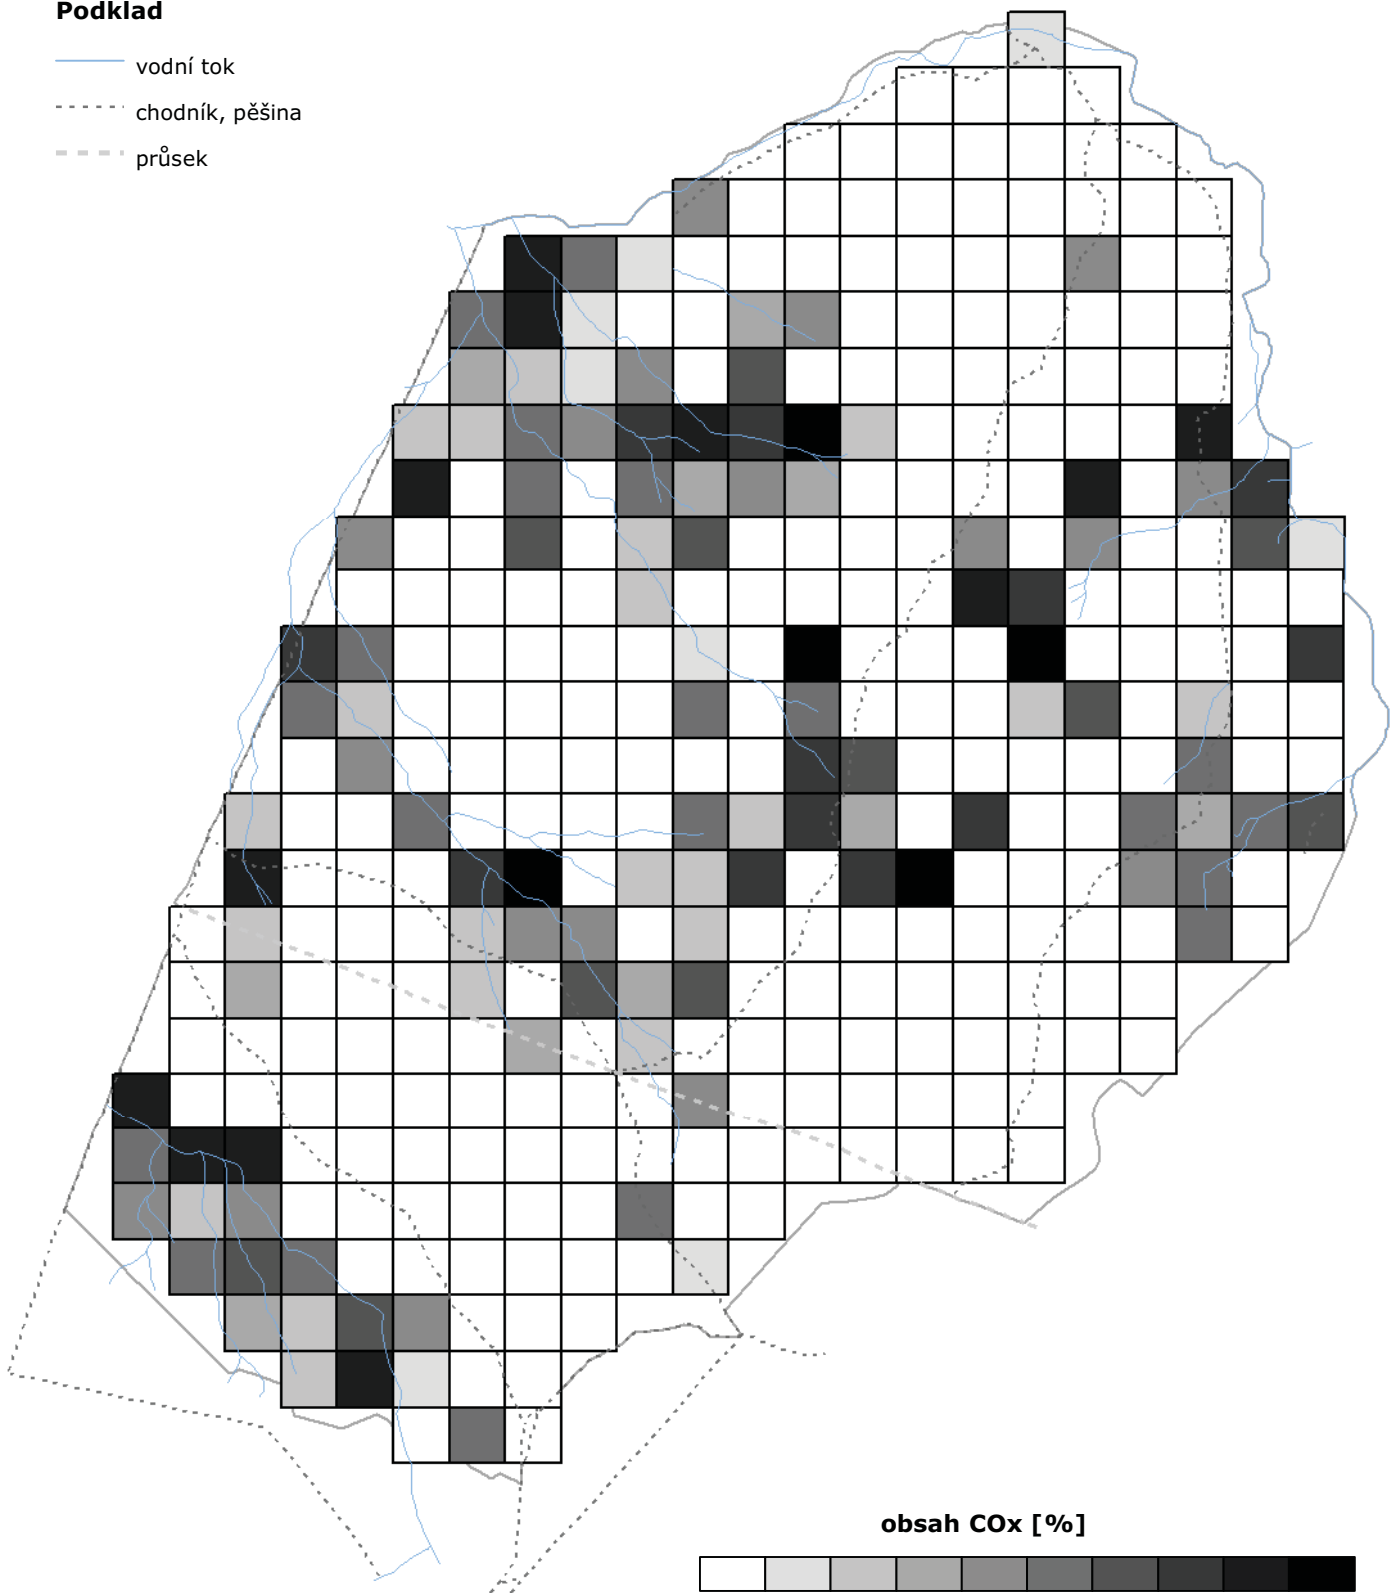 Podklad
vodní tok
chodník, pěšina
průsek
obsah COx [%]